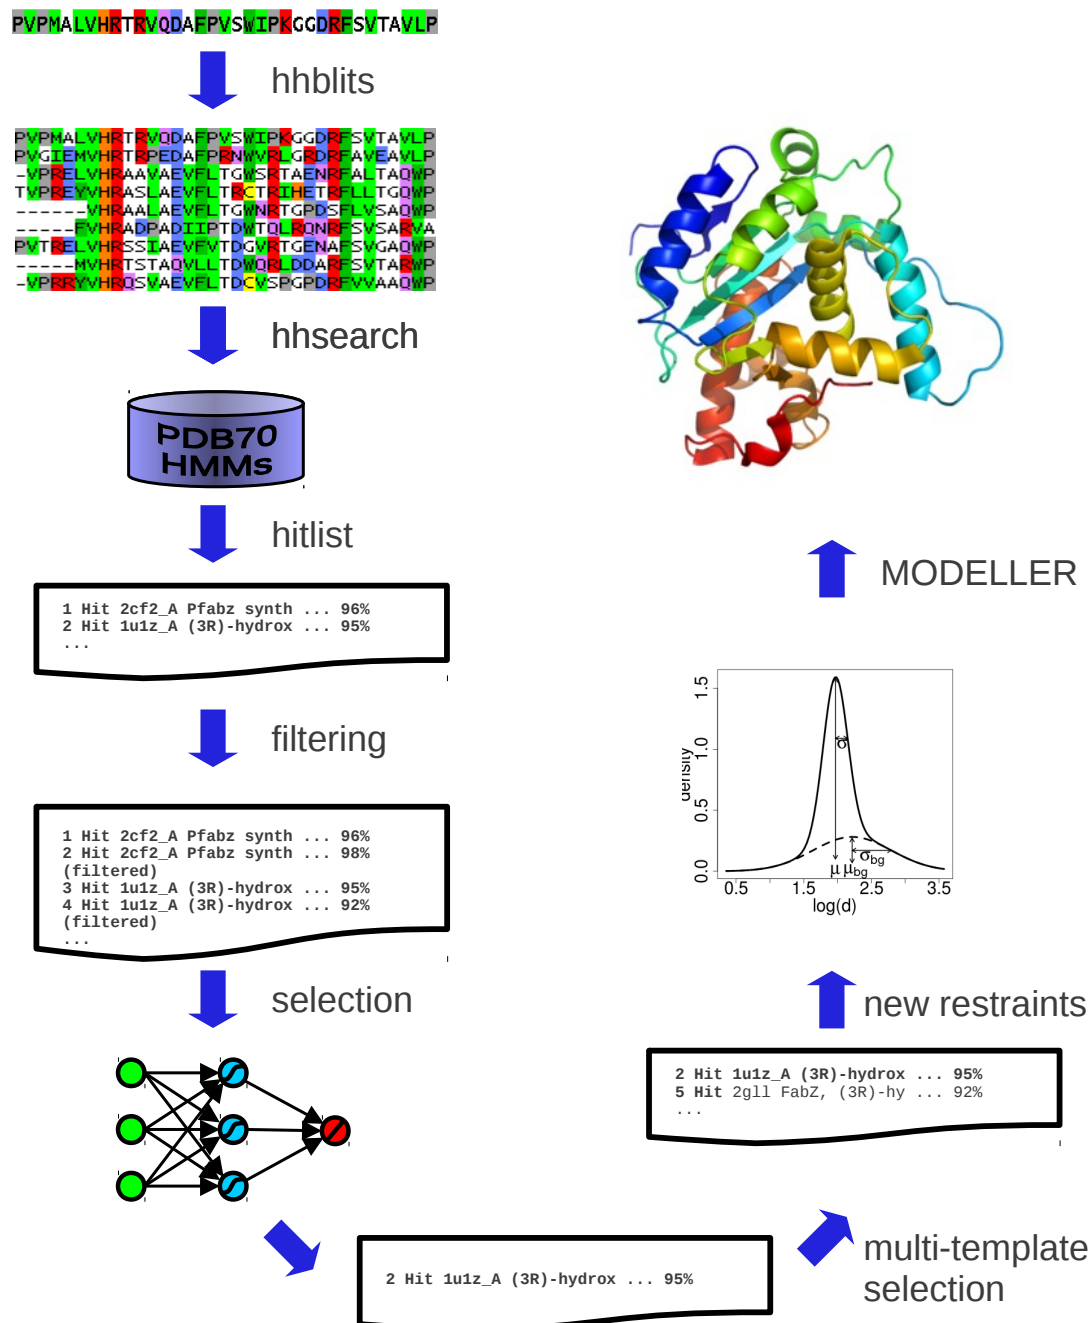 PVPMALVHRTRVQDAFPVSWIPKGGDRFSVTAVLP
hhblits
PVPMALVHRTRVQDAFPVSWIPKGGDRFSVTAVLP
PVGIEMVHRTRPEDAFPRNWVRLGRDRFAVEAVLP
-VPRELVHRAAVAEVFLTGWSRTAENRFALTAQWP
TVPREYVHRASLAEVFLTRCTRIHETRFLLTGQWP
------VHRAALAEVFLTGWNRTGPDSFLVSAQWP
-----FVHRADPADIIPTDWTQLRQNRFSVSARVA
PVTRELVHRSSIAEVFVTDGVRTGENAFSVGAQWP
-----MVHRTSTAQVLLTDWQRLDDARFSVTARWP
-VPRRYVHRQSVAEVFLTDCVSPGPDRFVVAAQWP
hhsearch
PDB70
HMMs
hitlist
1 Hit 2cf2_A Pfabz synth ... 96%
2 Hit 1u1z_A (3R)-hydrox ... 95%
...
filtering
1 Hit 2cf2_A Pfabz synth ... 96%
2 Hit 2cf2_A Pfabz synth ... 98%
(filtered)
3 Hit 1u1z_A (3R)-hydrox ... 95%
4 Hit 1u1z_A (3R)-hydrox ... 92%
(filtered)
...
selection
2 Hit 1u1z_A (3R)-hydrox ... 95%
multi-template
selection
2 Hit 1u1z_A (3R)-hydrox ... 95%
5 Hit 2gll FabZ, (3R)-hy ... 92%
...
new restraints
density
0.0 0.5 1.0 1.5
σ
σbg
μ μbg
0.5 1.5 2.5 3.5
log(d)
MODELLER